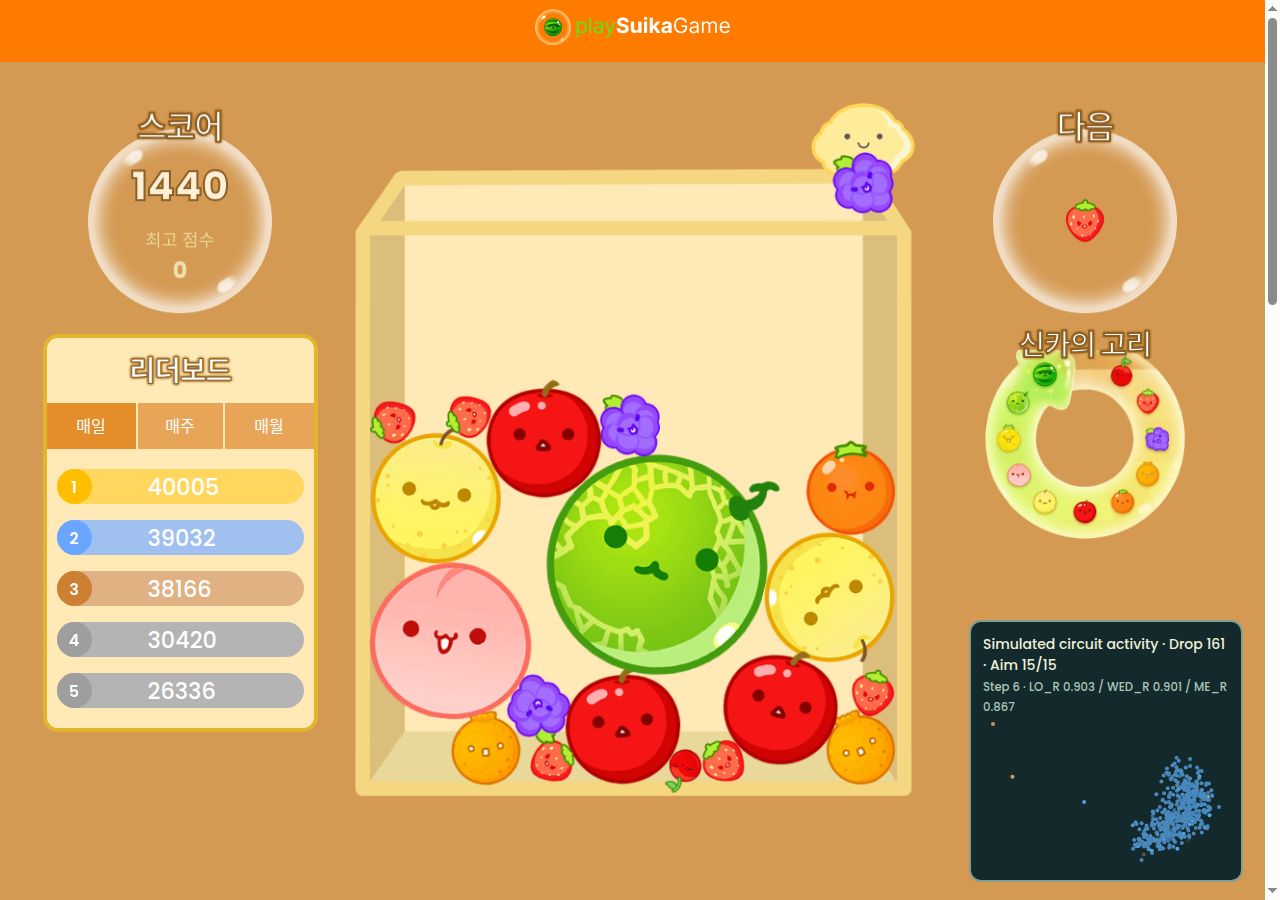 playSuikaGame
스코어
1440
최고 점수
0
다음
리더보드
매일 매주 매월
1 40005
2 39032
3 38166
4 30420
5 26336
신카의 고리
Simulated circuit activity · Drop 161
· Aim 15/15
Step 6 · LO_R 0.903 / WED_R 0.901 / ME_R
0.867